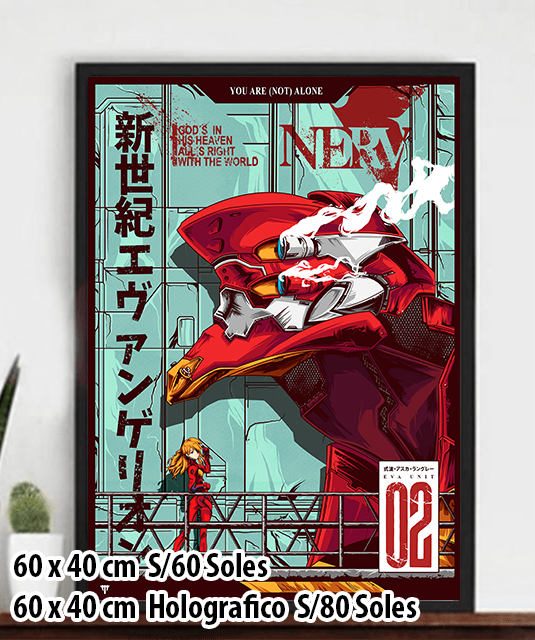 YOU ARE (NOT) ALONE
新世紀エヴァンゲリオン
GOD'S IN
HIS HEAVEN
ALL'S RIGHT
WITH THE WORLD
NERV
式波・アスカ・ラングレー
EVA UNIT
02
60 x 40 cm S/60 Soles
60 x 40 cm Holografico S/80 Soles